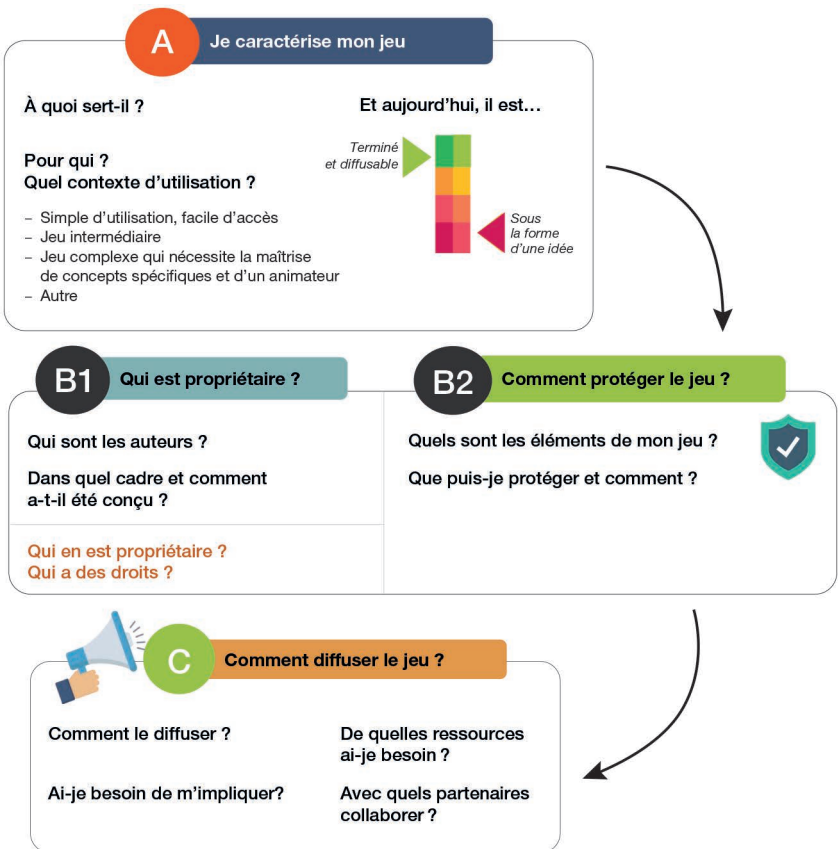 A
Je caractérise mon jeu
À quoi sert-il ?
Pour qui ?
Quel contexte d'utilisation ?
– Simple d'utilisation, facile d'accès
– Jeu intermédiaire
– Jeu complexe qui nécessite la maîtrise
de concepts spécifiques et d'un animateur
– Autre
Et aujourd'hui, il est…
Terminé
et diffusable
Sous
la forme
d'une idée
B1
Qui est propriétaire ?
Qui sont les auteurs ?
Dans quel cadre et comment
a-t-il été conçu ?
Qui en est propriétaire ?
Qui a des droits ?
B2
Comment protéger le jeu ?
Quels sont les éléments de mon jeu ?
Que puis-je protéger et comment ?
C
Comment diffuser le jeu ?
Comment le diffuser ?
Ai-je besoin de m'impliquer?
De quelles ressources
ai-je besoin ?
Avec quels partenaires
collaborer ?